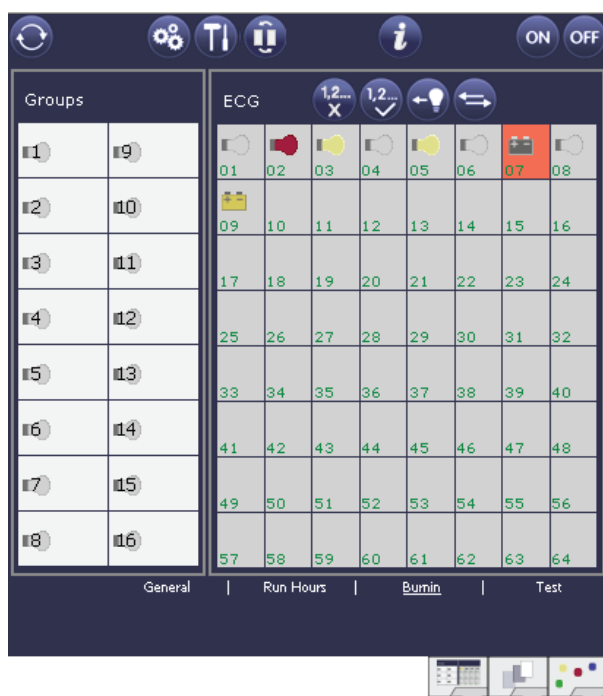 i ON OFF
Groups
ECG 1,2... X 1,2...
1 9
2 10
3 11
4 12
5 13
6 14
7 15
8 16
01 02 03 04 05 06 07 08
09 10 11 12 13 14 15 16
17 18 19 20 21 22 23 24
25 26 27 28 29 30 31 32
33 34 35 36 37 38 39 40
41 42 43 44 45 46 47 48
49 50 51 52 53 54 55 56
57 58 59 60 61 62 63 64
General | Run Hours | Burnin | Test